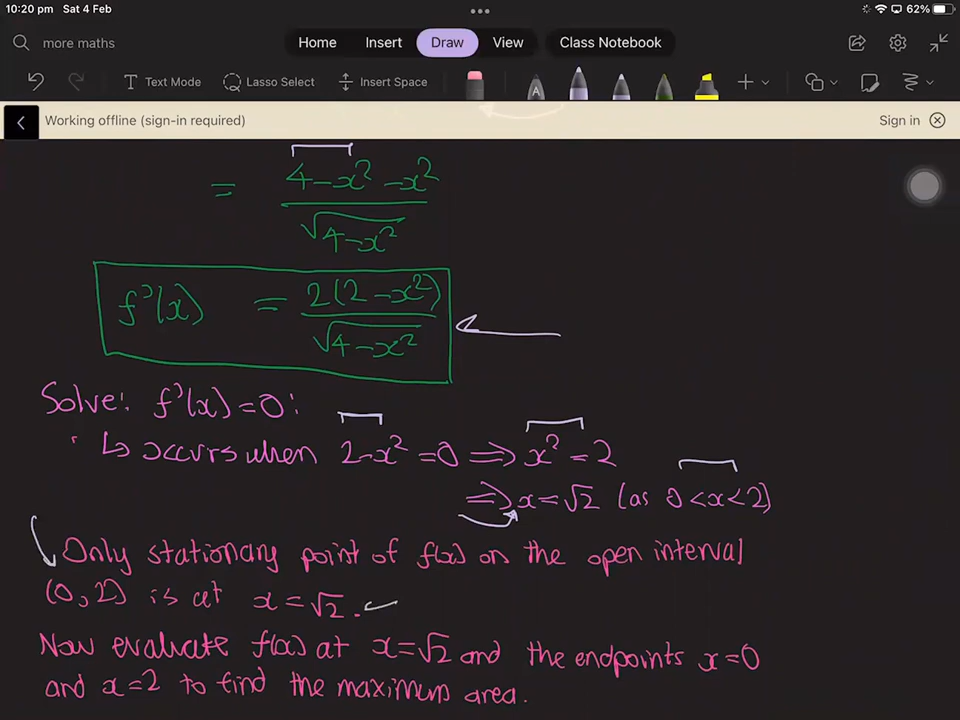 10:20 pm Sat 4 Feb 62%
more maths Home Insert Draw View Class Notebook
Text Mode Lasso Select Insert Space A
Working offline (sign-in required) Sign in
= 4-x² -x² / √4-x²
f'(x) = 2(2-x²) / √4-x²
Solve: f'(x)=0:
↳ occurs when 2-x²=0 ⇒ x²=2
⇒ x=√2 (as 0<x<2)
Only stationary point of f(x) on the open interval
(0,2) is at x=√2.
Now evaluate f(x) at x=√2 and the endpoints x=0
and x=2 to find the maximum area.